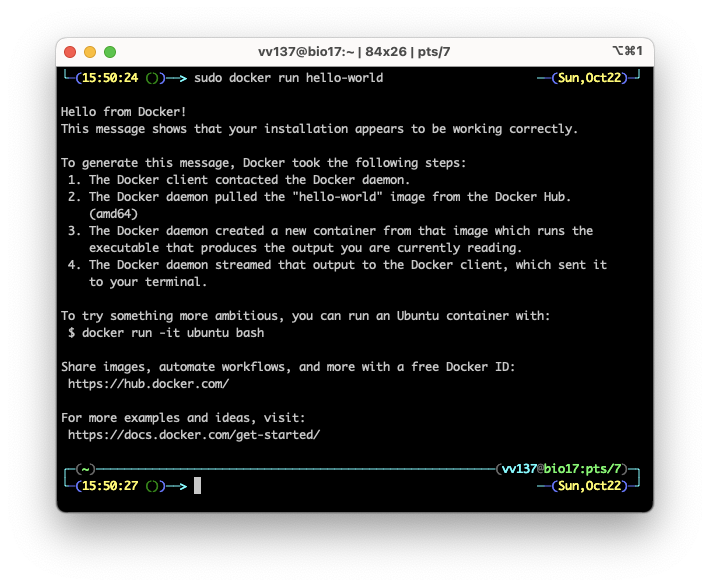 vv137@bio17:~ | 84x26 | pts/7
⌥⌘1
(15:50:24 ()) —> sudo docker run hello-world (Sun,Oct22)
Hello from Docker!
This message shows that your installation appears to be working correctly.
To generate this message, Docker took the following steps:
1. The Docker client contacted the Docker daemon.
2. The Docker daemon pulled the "hello-world" image from the Docker Hub.
(amd64)
3. The Docker daemon created a new container from that image which runs the
executable that produces the output you are currently reading.
4. The Docker daemon streamed that output to the Docker client, which sent it
to your terminal.
To try something more ambitious, you can run an Ubuntu container with:
$ docker run -it ubuntu bash
Share images, automate workflows, and more with a free Docker ID:
https://hub.docker.com/
For more examples and ideas, visit:
https://docs.docker.com/get-started/
(~) (vv137@bio17:pts/7)
(15:50:27 ()) —> (Sun,Oct22)